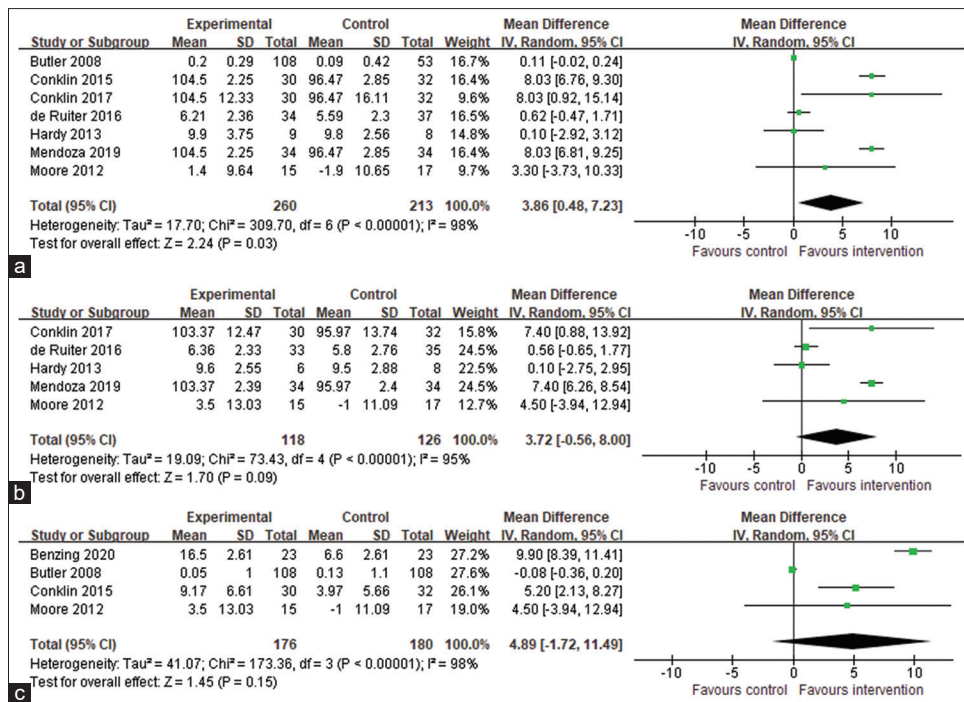 Experimental Control Mean Difference Mean Difference
Study or Subgroup Mean SD Total Mean SD Total Weight IV, Random, 95% CI IV, Random, 95% CI
Butler 2008 0.2 0.29 108 0.09 0.42 53 16.7% 0.11 [-0.02, 0.24]
Conklin 2015 104.5 2.25 30 96.47 2.85 32 16.4% 8.03 [6.76, 9.30]
Conklin 2017 104.5 12.33 30 96.47 16.11 32 9.6% 8.03 [0.92, 15.14]
de Ruiter 2016 6.21 2.36 34 5.59 2.3 37 16.5% 0.62 [-0.47, 1.71]
Hardy 2013 9.9 3.75 9 9.8 2.56 8 14.8% 0.10 [-2.92, 3.12]
Mendoza 2019 104.5 2.25 34 96.47 2.85 34 16.4% 8.03 [6.81, 9.25]
Moore 2012 1.4 9.64 15 -1.9 10.65 17 9.7% 3.30 [-3.73, 10.33]
Total (95% CI) 260 213 100.0% 3.86 [0.48, 7.23]
Heterogeneity: Tau² = 17.70; Chi² = 309.70, df = 6 (P < 0.00001); I² = 98%
Test for overall effect: Z = 2.24 (P = 0.03)
-10 -5 0 5 10
Favours control Favours intervention
a
Experimental Control Mean Difference Mean Difference
Study or Subgroup Mean SD Total Mean SD Total Weight IV, Random, 95% CI IV, Random, 95% CI
Conklin 2017 103.37 12.47 30 95.97 13.74 32 15.8% 7.40 [0.88, 13.92]
de Ruiter 2016 6.36 2.33 33 5.8 2.76 35 24.5% 0.56 [-0.65, 1.77]
Hardy 2013 9.6 2.55 6 9.5 2.88 8 22.5% 0.10 [-2.75, 2.95]
Mendoza 2019 103.37 2.39 34 95.97 2.4 34 24.5% 7.40 [6.26, 8.54]
Moore 2012 3.5 13.03 15 -1 11.09 17 12.7% 4.50 [-3.94, 12.94]
Total (95% CI) 118 126 100.0% 3.72 [-0.56, 8.00]
Heterogeneity: Tau² = 19.09; Chi² = 73.43, df = 4 (P < 0.00001); I² = 95%
Test for overall effect: Z = 1.70 (P = 0.09)
-10 -5 0 5 10
Favours control Favours intervention
b
Experimental Control Mean Difference Mean Difference
Study or Subgroup Mean SD Total Mean SD Total Weight IV, Random, 95% CI IV, Random, 95% CI
Benzing 2020 16.5 2.61 23 6.6 2.61 23 27.2% 9.90 [8.39, 11.41]
Butler 2008 0.05 1 108 0.13 1.1 108 27.6% -0.08 [-0.36, 0.20]
Conklin 2015 9.17 6.61 30 3.97 5.66 32 26.1% 5.20 [2.13, 8.27]
Moore 2012 3.5 13.03 15 -1 11.09 17 19.0% 4.50 [-3.94, 12.94]
Total (95% CI) 176 180 100.0% 4.89 [-1.72, 11.49]
Heterogeneity: Tau² = 41.07; Chi² = 173.36, df = 3 (P < 0.00001); I² = 98%
Test for overall effect: Z = 1.45 (P = 0.15)
-10 -5 0 5 10
Favours control Favours intervention
c